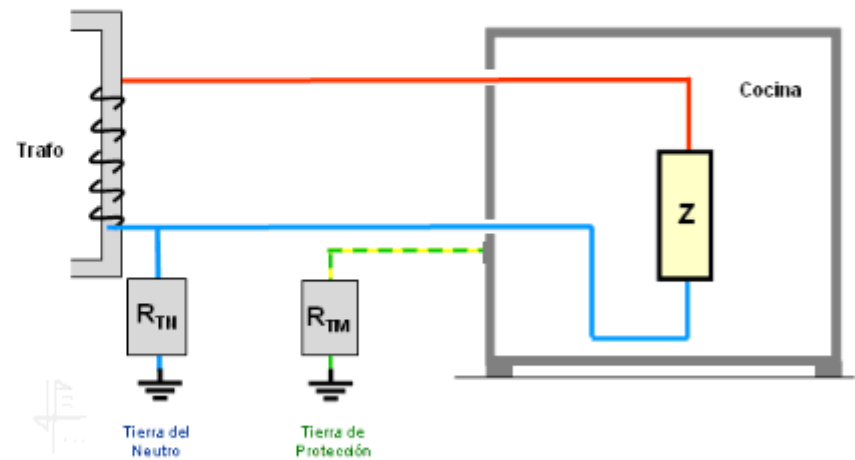 Cocina
Trafo
Z
RTN
RTM
Tierra del
Neutro
Tierra de
Protección